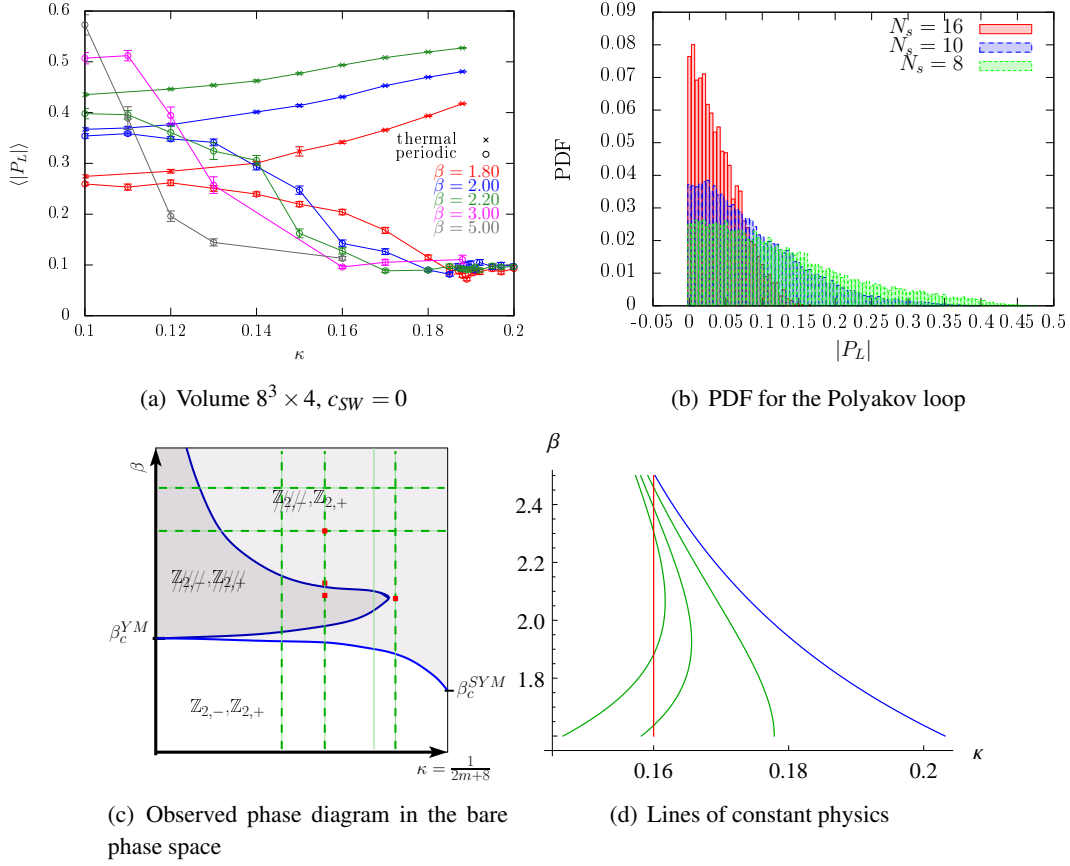 0.6
0.5
0.4
0.3
0.2
0.1
0
⟨|P_L|⟩
thermal
periodic
β = 1.80
β = 2.00
β = 2.20
β = 3.00
β = 5.00
0.1 0.12 0.14 0.16 0.18 0.2
κ
(a) Volume 8³ × 4, c_SW = 0
0.09
0.08
0.07
0.06
0.05
0.04
0.03
0.02
0.01
0
PDF
N_s = 16
N_s = 10
N_s = 8
-0.05 0 0.05 0.1 0.15 0.2 0.25 0.3 0.35 0.4 0.45 0.5
|P_L|
(b) PDF for the Polyakov loop
β
ℤ_{2,-},ℤ_{2,+}
ℤ_{2,-},ℤ_{2,+}
β_c^{YM}
β_c^{SYM}
ℤ_{2,-},ℤ_{2,+}
κ = 1/(2m+8)
(c) Observed phase diagram in the bare
phase space
β
2.4
2.2
2.0
1.8
0.16 0.18 0.2
κ
(d) Lines of constant physics